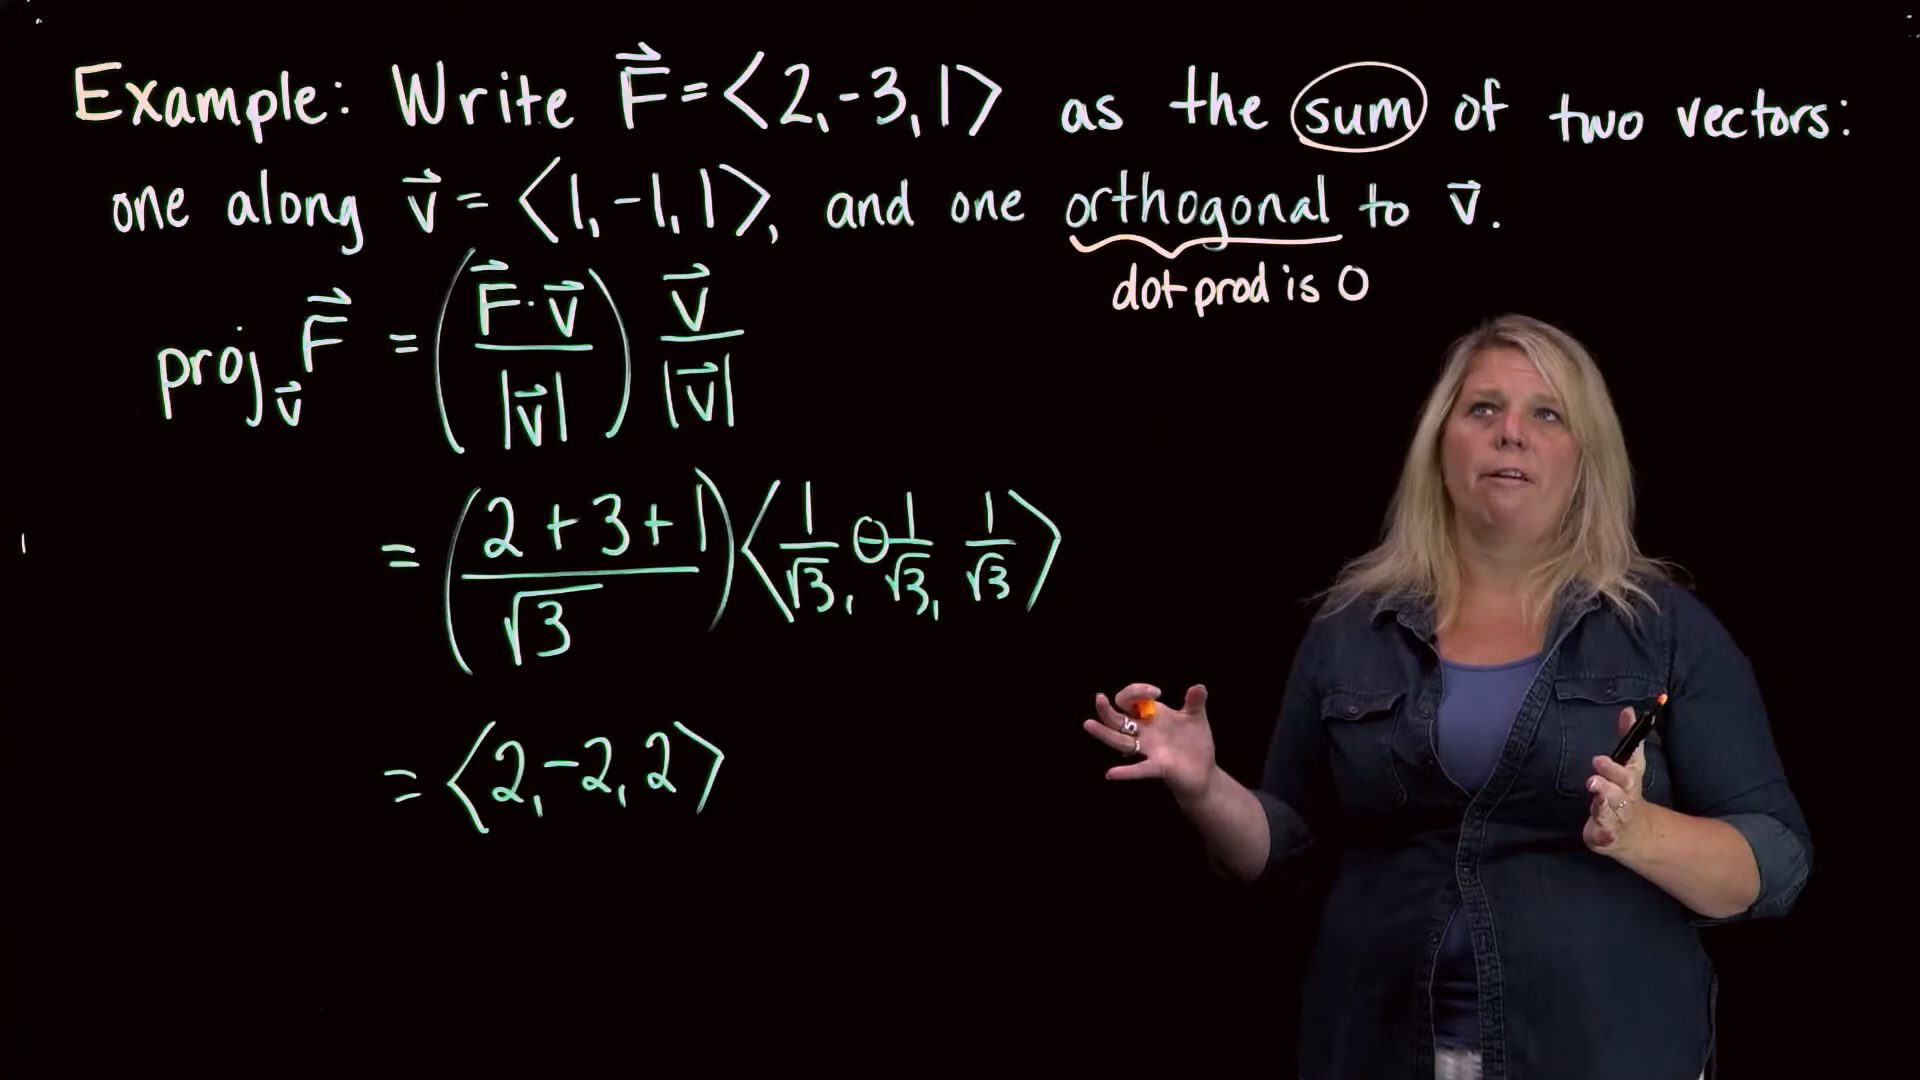 Example: Write F⃗ = ⟨2, -3, 1⟩ as the sum of two vectors:
one along v⃗ = ⟨1, -1, 1⟩, and one orthogonal to v⃗.
dot prod is 0
proj_v⃗ F⃗ = (F⃗ · v⃗ / |v⃗|) v⃗ / |v⃗|
= (2 + 3 + 1 / √3) ⟨1/√3, -1/√3, 1/√3⟩
= ⟨2, -2, 2⟩